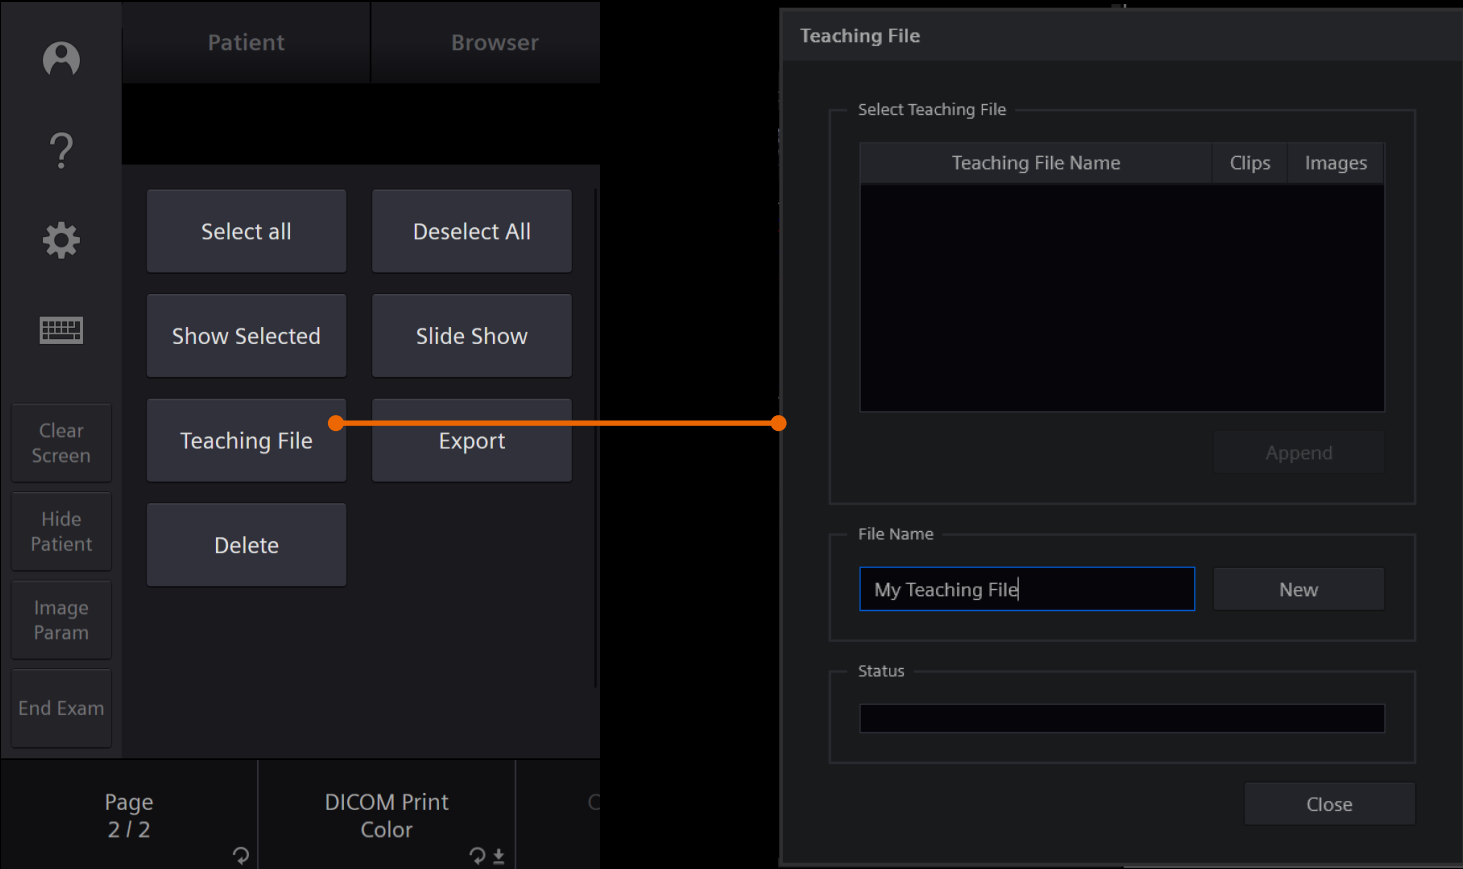 Patient
Browser
Select all
Deselect All
Show Selected
Slide Show
Teaching File
Export
Delete
Clear
Screen
Hide
Patient
Image
Param
End Exam
Page
2 / 2
DICOM Print
Color
Teaching File
Select Teaching File
Teaching File Name
Clips
Images
Append
File Name
My Teaching File
New
Status
Close